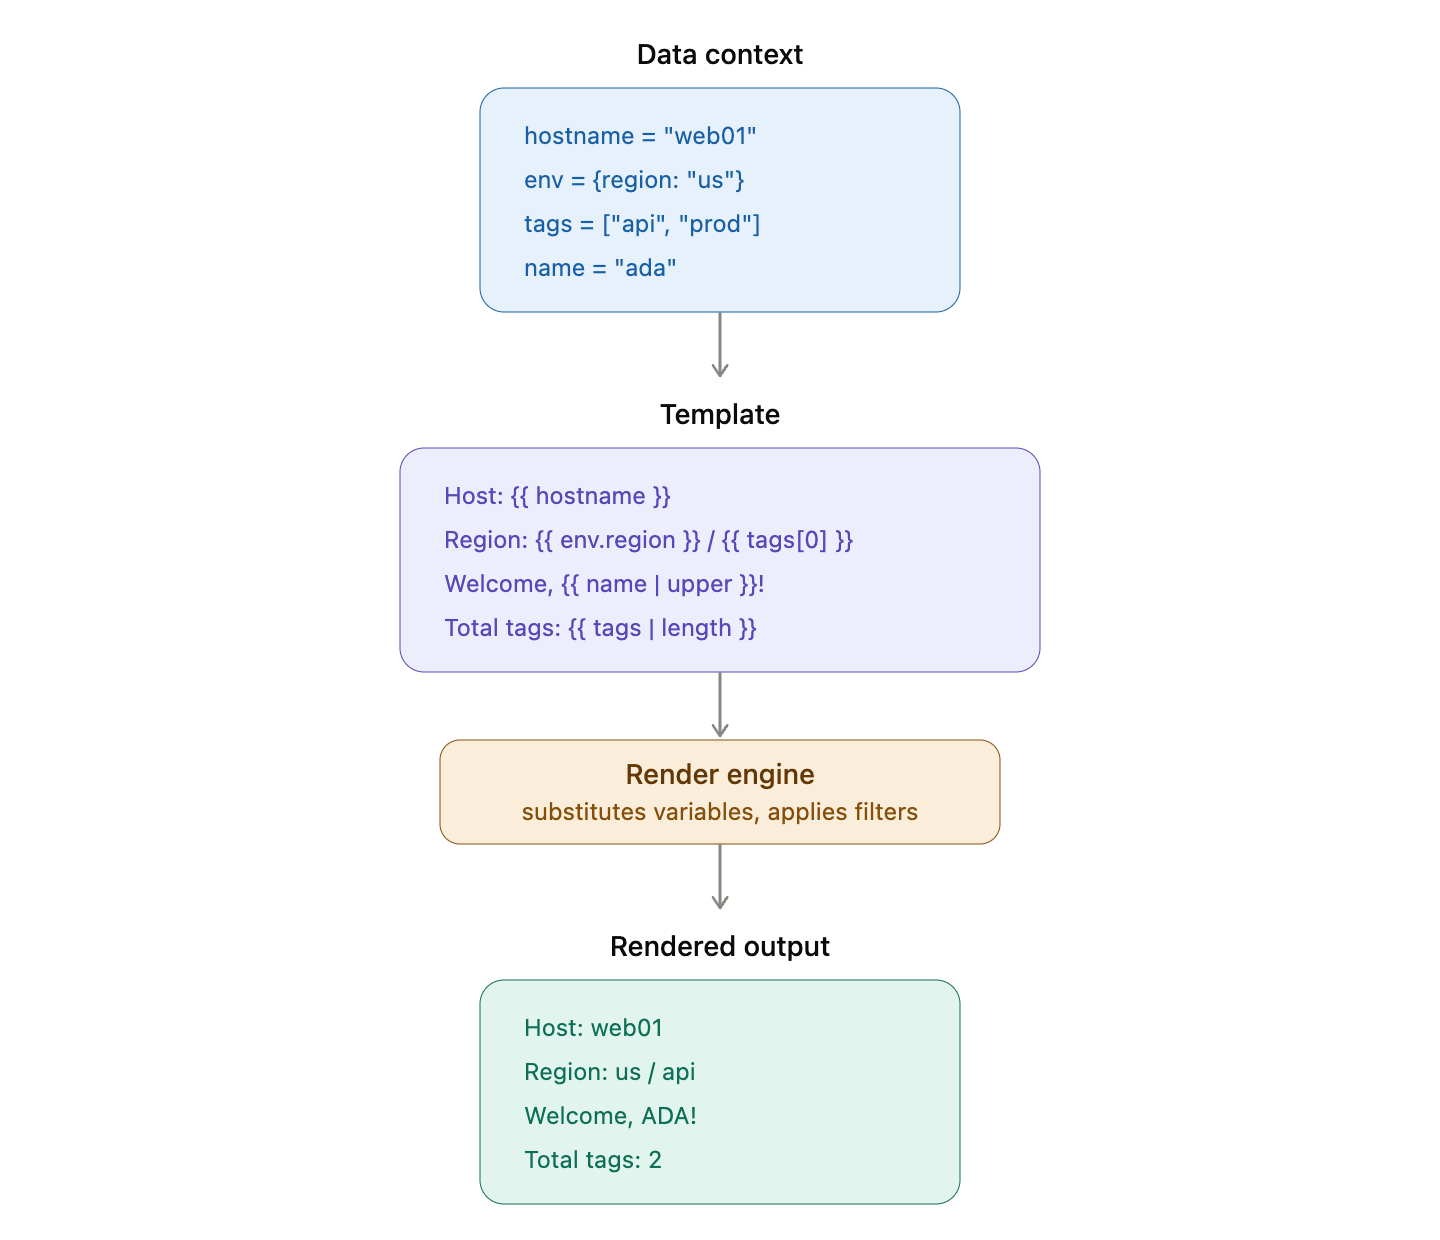 Data context
hostname = "web01"
env = {region: "us"}
tags = ["api", "prod"]
name = "ada"
Template
Host: {{ hostname }}
Region: {{ env.region }} / {{ tags[0] }}
Welcome, {{ name | upper }}!
Total tags: {{ tags | length }}
Render engine
substitutes variables, applies filters
Rendered output
Host: web01
Region: us / api
Welcome, ADA!
Total tags: 2